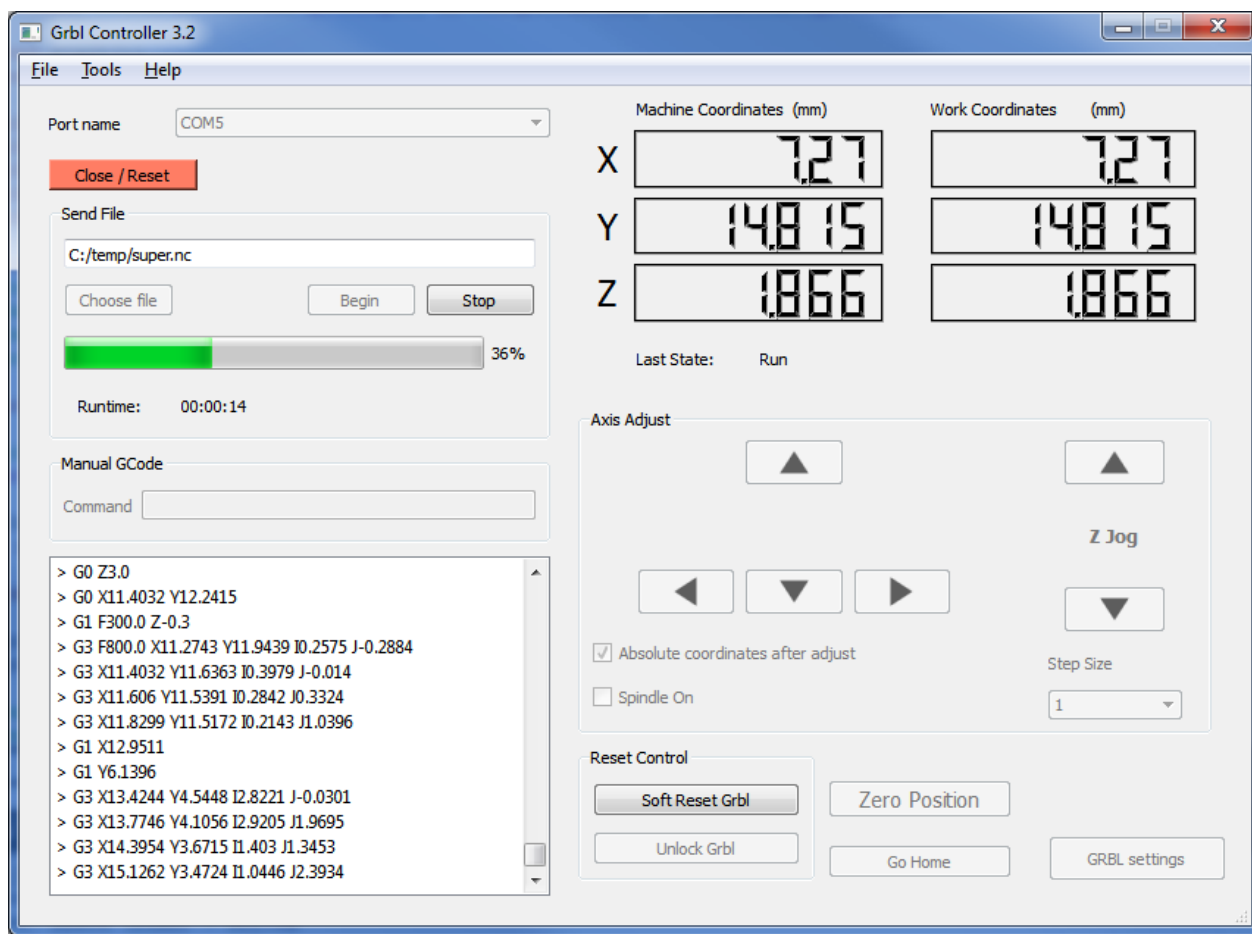 Grbl Controller 3.2
File Tools Help
Port name COM5
Close / Reset
Send File
C:/temp/super.nc
Choose file Begin Stop
36%
Runtime: 00:00:14
Manual GCode
Command
> G0 Z3.0
> G0 X11.4032 Y12.2415
> G1 F300.0 Z-0.3
> G3 F800.0 X11.2743 Y11.9439 I0.2575 J-0.2884
> G3 X11.4032 Y11.6363 I0.3979 J-0.014
> G3 X11.606 Y11.5391 I0.2842 J0.3324
> G3 X11.8299 Y11.5172 I0.2143 J1.0396
> G1 X12.9511
> G1 Y6.1396
> G3 X13.4244 Y4.5448 I2.8221 J-0.0301
> G3 X13.7746 Y4.1056 I2.9205 J1.9695
> G3 X14.3954 Y3.6715 I1.403 J1.3453
> G3 X15.1262 Y3.4724 I1.0446 J2.3934
Machine Coordinates (mm) Work Coordinates (mm)
X 7.27 7.27
Y 14.815 14.815
Z 1.866 1.866
Last State: Run
Axis Adjust
Z Jog
Absolute coordinates after adjust
Step Size
Spindle On
1
Reset Control
Soft Reset Grbl
Zero Position
Unlock Grbl
Go Home
GRBL settings